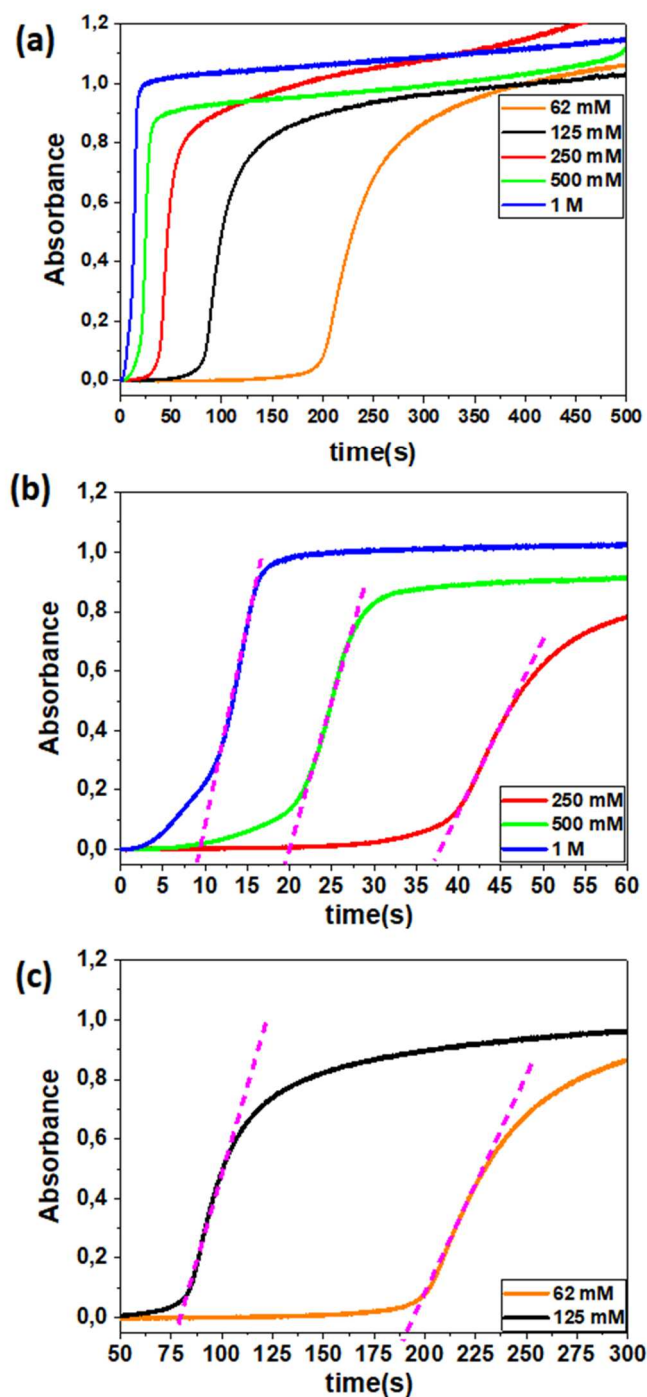 (a)
1,2
1,0
0,8
0,6
0,4
0,2
0,0
Absorbance
62 mM
125 mM
250 mM
500 mM
1 M
0 50 100 150 200 250 300 350 400 450 500
time(s)
(b)
1,2
1,0
0,8
0,6
0,4
0,2
0,0
Absorbance
250 mM
500 mM
1 M
0 5 10 15 20 25 30 35 40 45 50 55 60
time(s)
(c)
1,2
1,0
0,8
0,6
0,4
0,2
0,0
Absorbance
62 mM
125 mM
50 75 100 125 150 175 200 225 250 275 300
time(s)